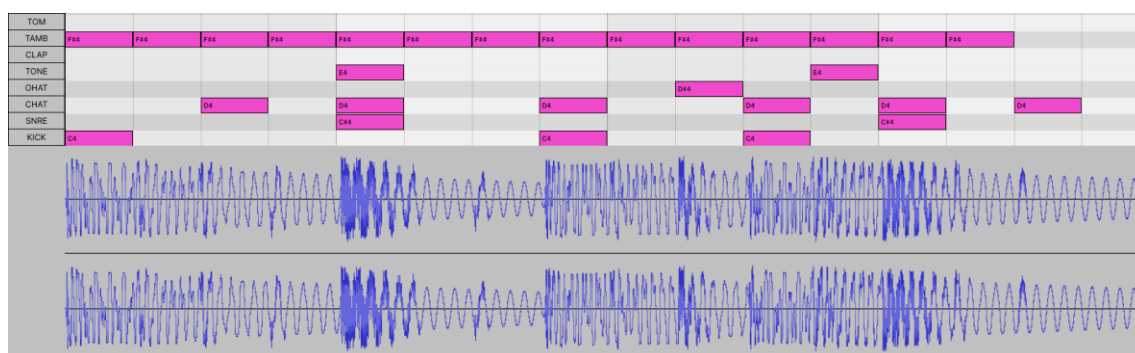 TOM
TAMB F#4 F#4 F#4 F#4 F#4 F#4 F#4 F#4 F#4 F#4 F#4 F#4 F#4 F#4
CLAP
TONE E4 E4
OHAT D#4
CHAT D4 D4 D4 D4 D4 D4
SNRE C#4 C#4
KICK C4 C4 C4